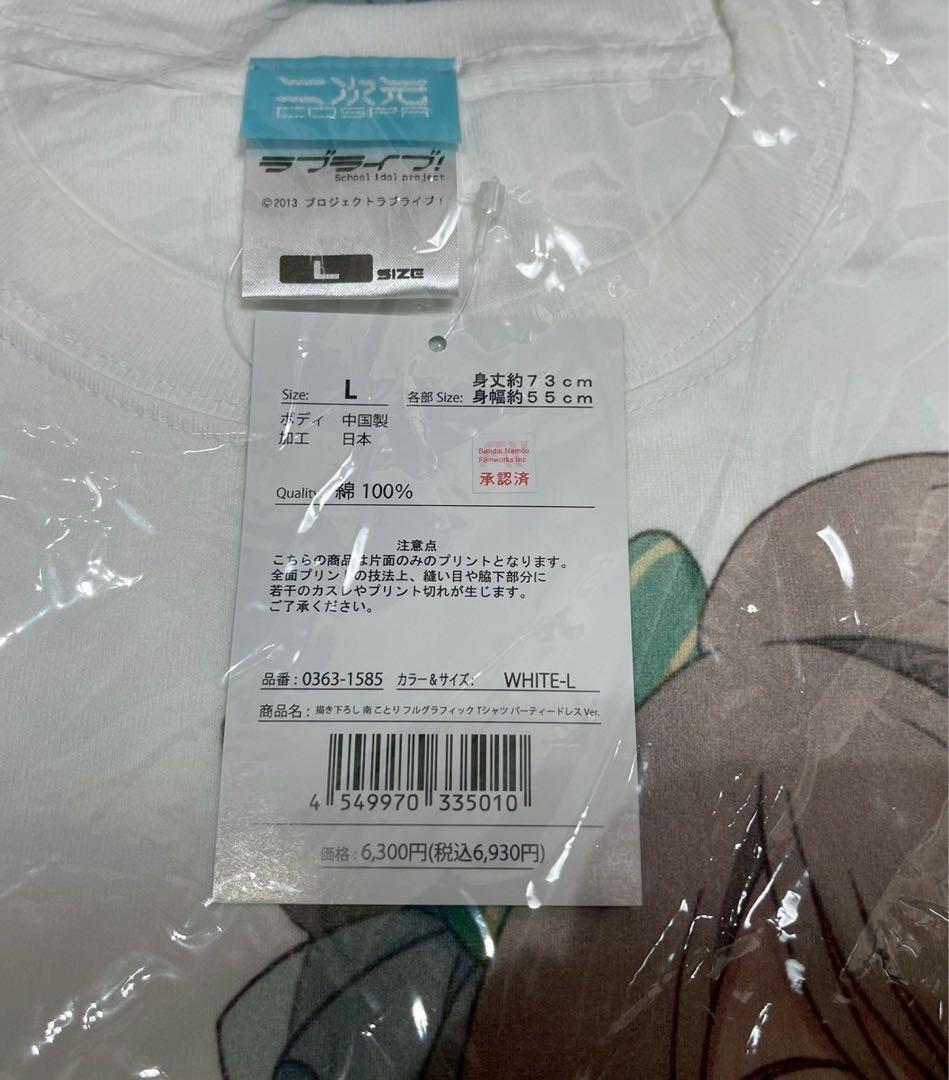 二次元
COSPA
ラブライブ!
School idol project
©2013 プロジェクトラブライブ!
L SIZE
Size: L 各部 Size: 身丈約73cm
身幅約55cm
ボディ 中国製
加工 日本
Bandai Namco
Filmworks Inc.
承認済
Quality 綿 100%
注意点
こちらの商品は片面のみのプリントとなります。
全面プリントの技法上、縫い目や脇下部分に
若干のカスレやプリント切れが生じます。
ご了承ください。
品番:0363-1585 カラー&サイズ: WHITE-L
商品名:描き下ろし 南 ことり フルグラフィック Tシャツ パーティードレス Ver.
4 549970 335010
価格:6,300円(税込6,930円)